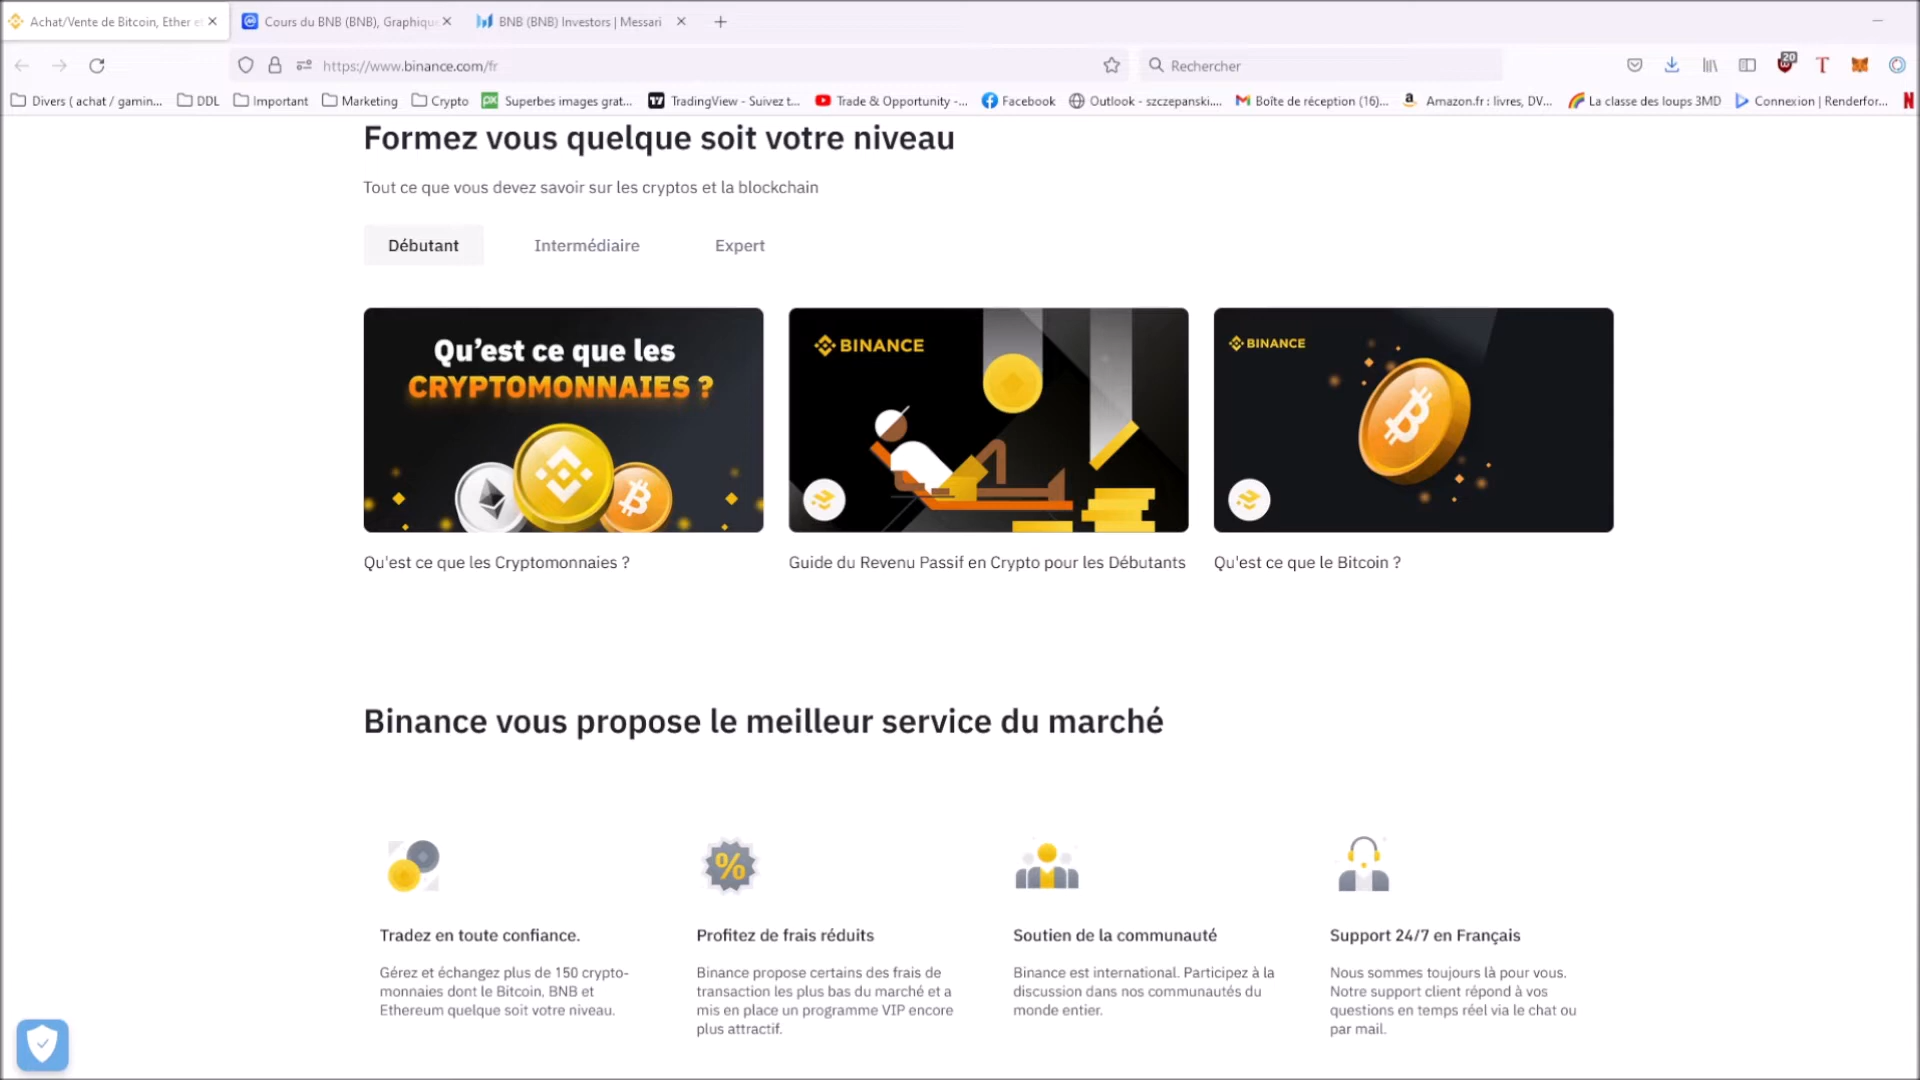 Achat/Vente de Bitcoin, Ether et
Cours du BNB (BNB), Graphique
BNB (BNB) Investors | Messari
https://www.binance.com/fr
Rechercher
20
Divers ( achat / gamin...
DDL
Important
Marketing
Crypto
Superbes images grat...
TradingView - Suivez t...
Trade & Opportunity -...
Facebook
Outlook - szczepanski....
Boîte de réception (16)...
Amazon.fr : livres, DV...
La classe des loups 3MD
Connexion | Renderfor...
Formez vous quelque soit votre niveau
Tout ce que vous devez savoir sur les cryptos et la blockchain
Débutant
Intermédiaire
Expert
Qu'est ce que les
CRYPTOMONNAIES ?
BINANCE
BINANCE
Qu'est ce que les Cryptomonnaies ?
Guide du Revenu Passif en Crypto pour les Débutants
Qu'est ce que le Bitcoin ?
Binance vous propose le meilleur service du marché
%
Tradez en toute confiance.
Gérez et échangez plus de 150 crypto-
monnaies dont le Bitcoin, BNB et
Ethereum quelque soit votre niveau.
Profitez de frais réduits
Binance propose certains des frais de
transaction les plus bas du marché et a
mis en place un programme VIP encore
plus attractif.
Soutien de la communauté
Binance est international. Participez à la
discussion dans nos communautés du
monde entier.
Support 24/7 en Français
Nous sommes toujours là pour vous.
Notre support client répond à vos
questions en temps réel via le chat ou
par mail.